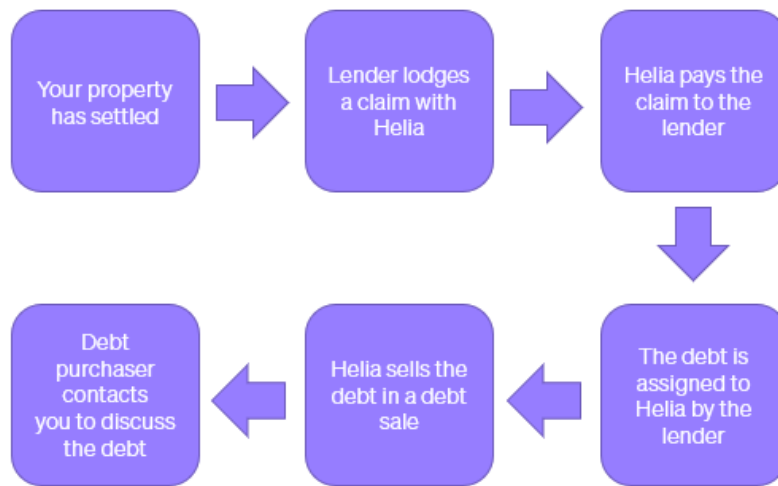 Your property
has settled
Lender lodges
a claim with
Helia
Helia pays the
claim to the
lender
The debt is
assigned to
Helia by the
lender
Helia sells the
debt in a debt
sale
Debt
purchaser
contacts
you to discuss
the debt